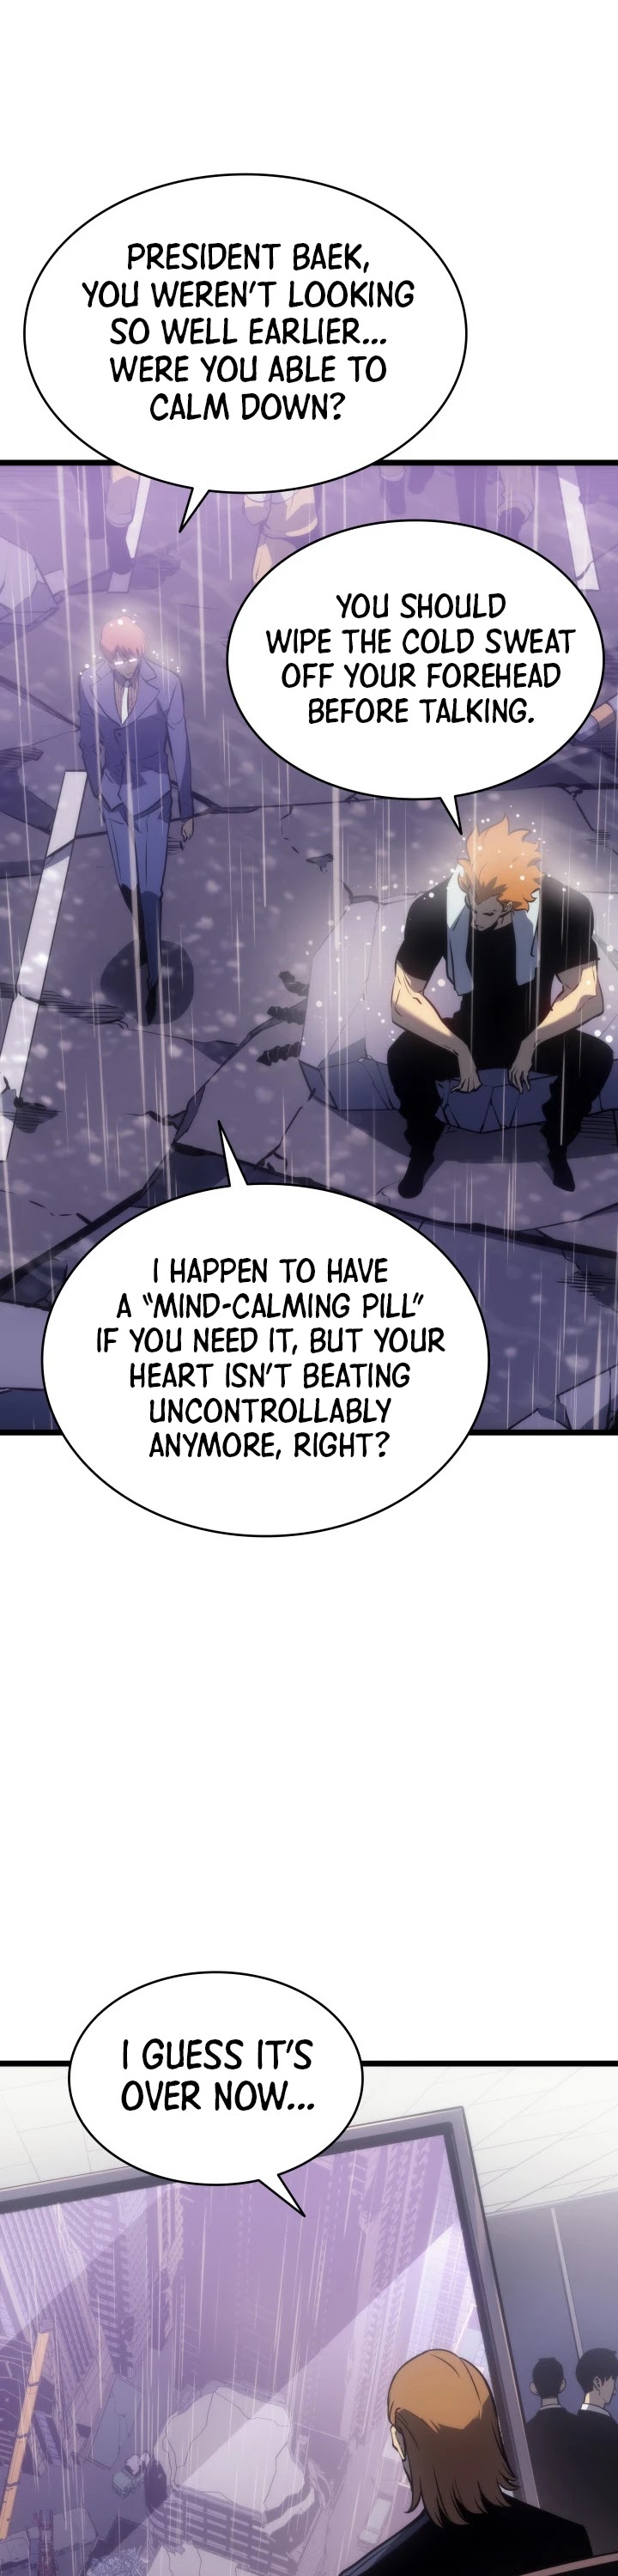 PRESIDENT BAEK,
YOU WEREN'T LOOKING
SO WELL EARLIER...
WERE YOU ABLE TO
CALM DOWN?
YOU SHOULD
WIPE THE COLD SWEAT
OFF YOUR FOREHEAD
BEFORE TALKING.
I HAPPEN TO HAVE
A "MIND-CALMING PILL"
IF YOU NEED IT, BUT YOUR
HEART ISN'T BEATING
UNCONTROLLABLY
ANYMORE, RIGHT?
I GUESS IT'S
OVER NOW...